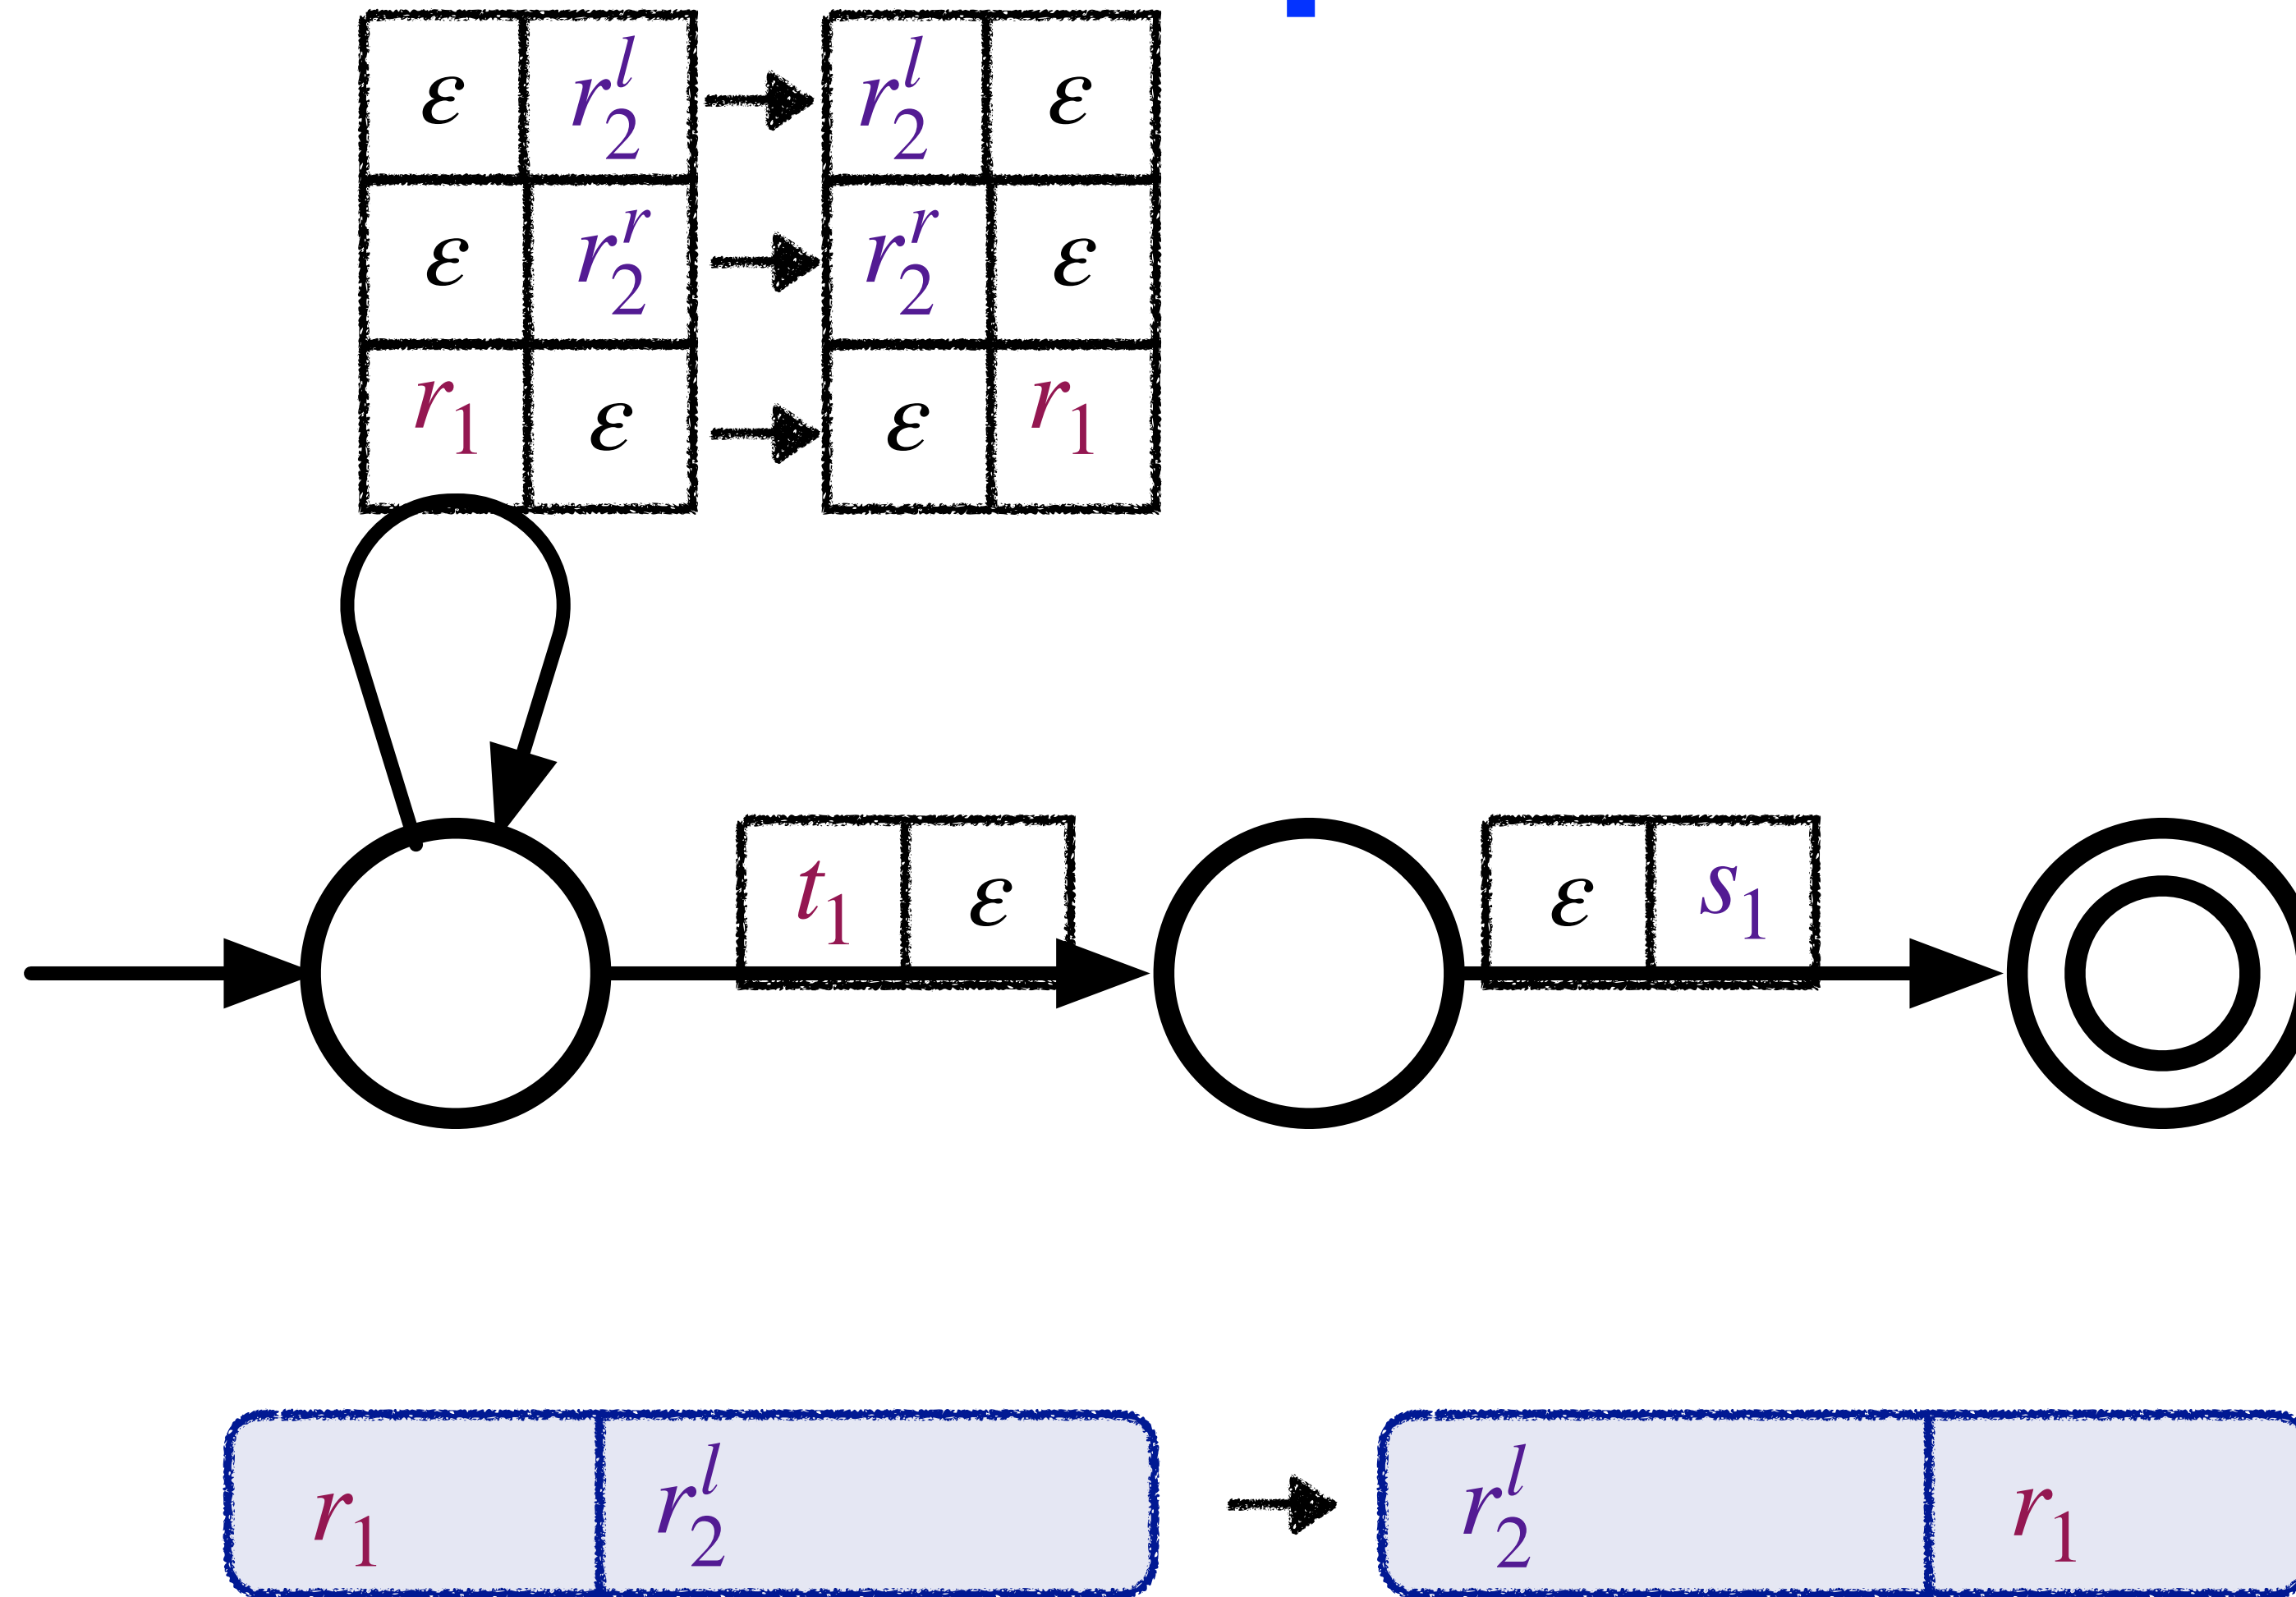 ε r₂ˡ → r₂ˡ ε
ε r₂ʳ → r₂ʳ ε
r₁ ε → ε r₁
t₁ ε ε s₁
r₁ r₂ˡ → r₂ˡ r₁